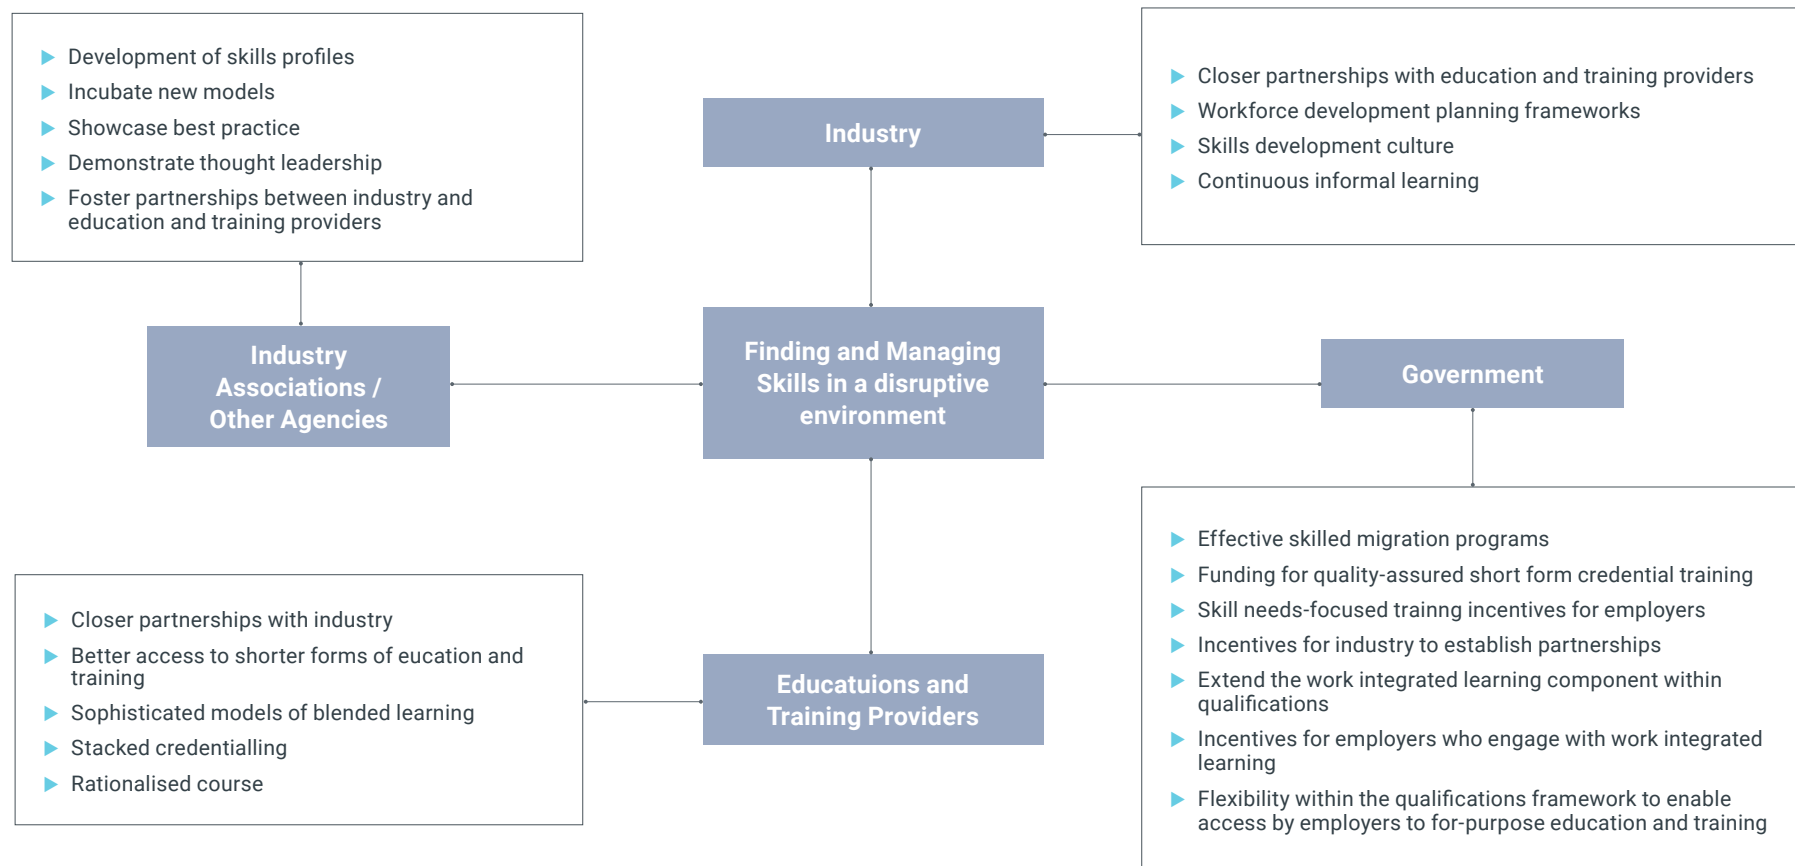 Development of skills profiles
Incubate new models
Showcase best practice
Demonstrate thought leadership
Foster partnerships between industry and
education and training providers
Industry
Closer partnerships with education and training providers
Workforce development planning frameworks
Skills development culture
Continuous informal learning
Industry
Associations /
Other Agencies
Finding and Managing
Skills in a disruptive
environment
Government
Closer partnerships with industry
Better access to shorter forms of eucation and
training
Sophisticated models of blended learning
Stacked credentialling
Rationalised course
Educatuions and
Training Providers
Effective skilled migration programs
Funding for quality-assured short form credential training
Skill needs-focused trainng incentives for employers
Incentives for industry to establish partnerships
Extend the work integrated learning component within
qualifications
Incentives for employers who engage with work integrated
learning
Flexibility within the qualifications framework to enable
access by employers to for-purpose education and training